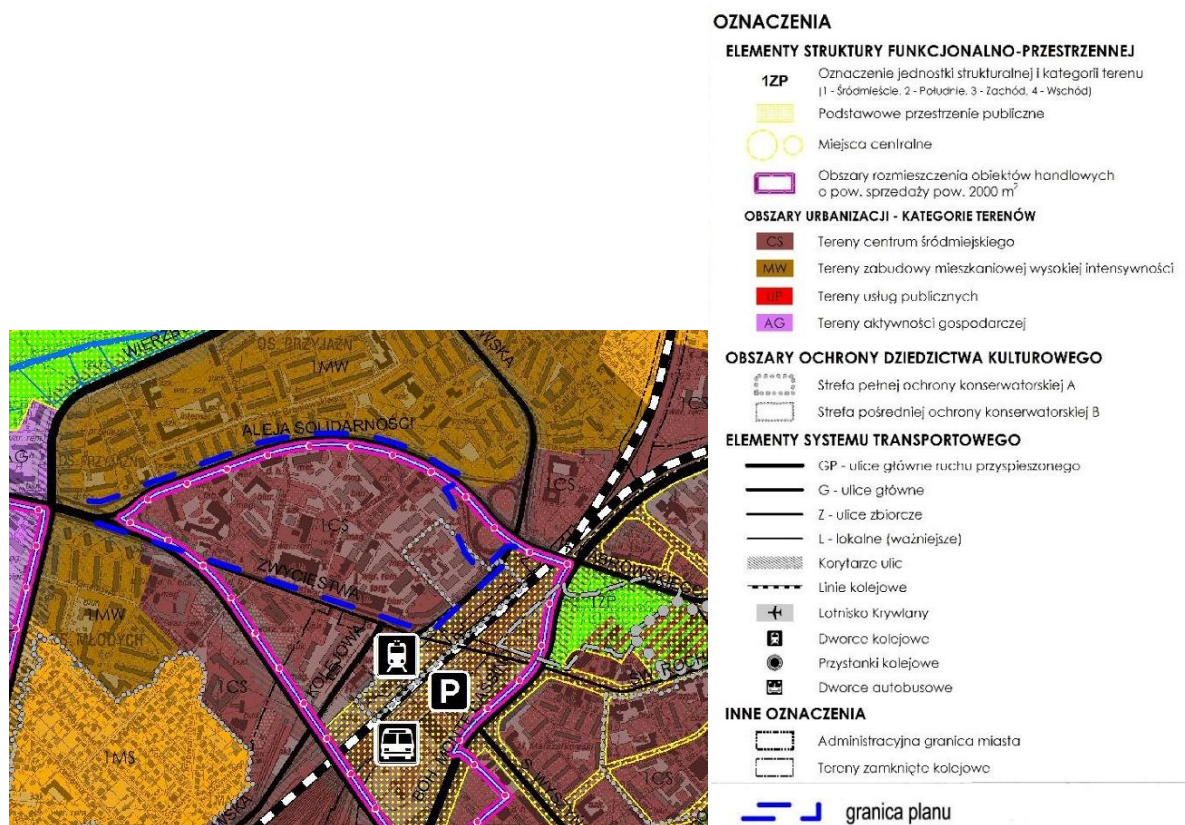 OZNACZENIA
ELEMENTY STRUKTURY FUNKCJONALNO-PRZESTRZENNEJ
1ZP Oznaczenie jednostki strukturalnej i kategorii terenu
(1 - Śródmieście, 2 - Południe, 3 - Zachód, 4 - Wschód)
Podstawowe przestrzenie publiczne
Miejsca centralne
Obszary rozmieszczenia obiektów handlowych
o pow. sprzedaży pow. 2000 m²
OBSZARY URBANIZACJI - KATEGORIE TERENÓW
CS Tereny centrum śródmiejskiego
MW Tereny zabudowy mieszkaniowej wysokiej intensywności
UP Tereny usług publicznych
AG Tereny aktywności gospodarczej
OBSZARY OCHRONY DZIEDZICTWA KULTUROWEGO
Strefa pełnej ochrony konserwatorskiej A
Strefa pośredniej ochrony konserwatorskiej B
ELEMENTY SYSTEMU TRANSPORTOWEGO
GP - ulice główne ruchu przyspieszonego
G - ulice główne
Z - ulice zbiorcze
L - lokalne (ważniejsze)
Korytarze ulic
Linie kolejowe
Lotnisko Krywlany
Dworce kolejowe
Przystanki kolejowe
Dworce autobusowe
INNE OZNACZENIA
Administracyjna granica miasta
Tereny zamknięte kolejowe
granica planu
OS. PRZYJAŹŃ
1MW
ALEJA SOLIDARNOŚCI
AG
1CS
1CS
ZWYCIĘSTWA
1ZP
1MW
KOLEJOWA
1CS
P
1MS
1CS